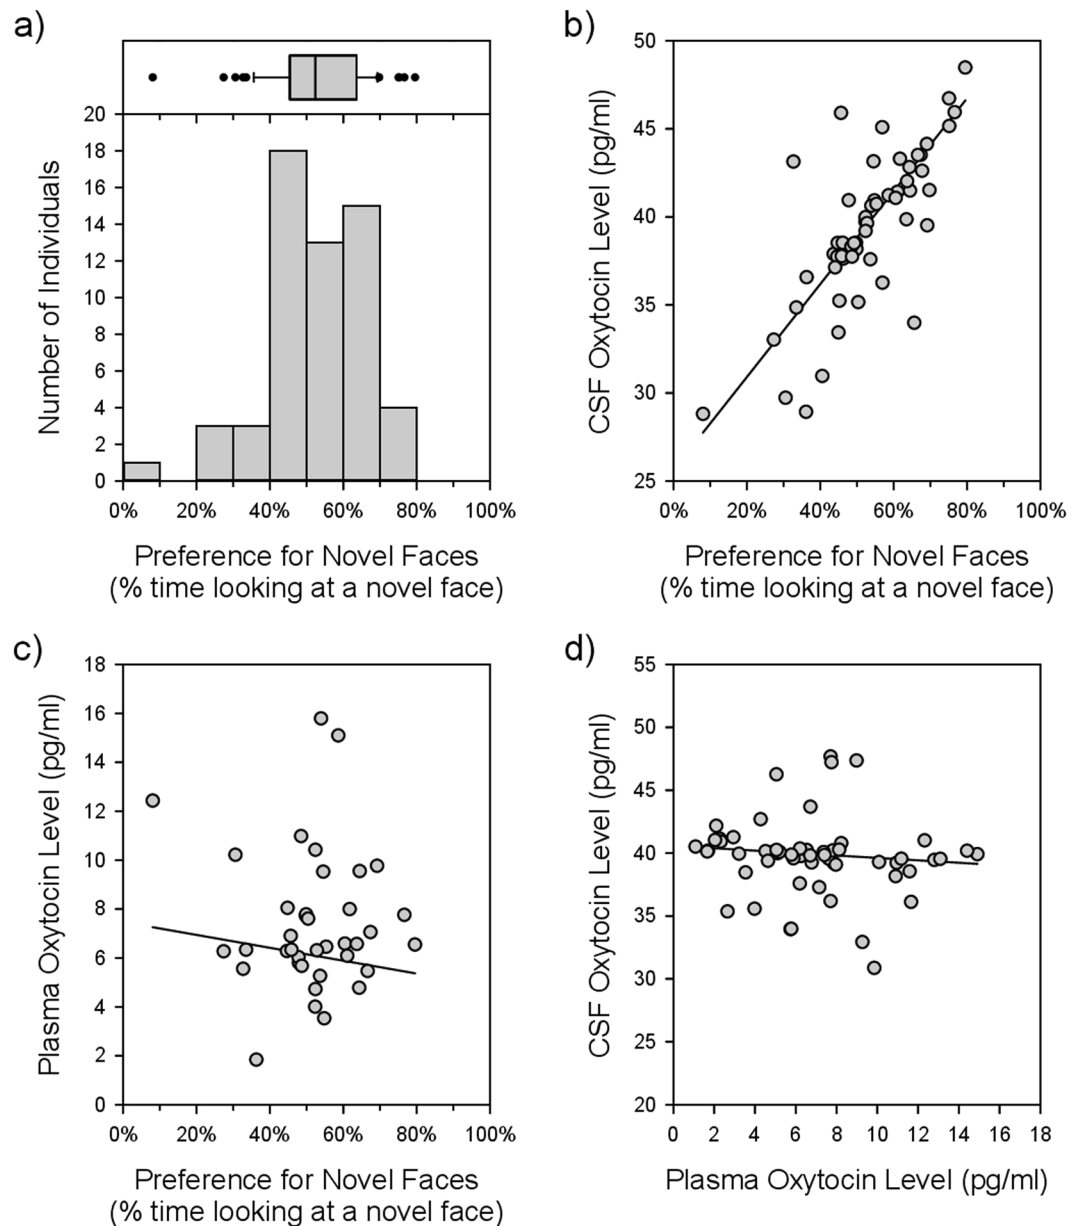 a)
20
18
16
14
12
10
8
6
4
2
0
Number of Individuals
0% 20% 40% 60% 80% 100%
Preference for Novel Faces
(% time looking at a novel face)
b)
50
45
40
35
30
25
CSF Oxytocin Level (pg/ml)
0% 20% 40% 60% 80% 100%
Preference for Novel Faces
(% time looking at a novel face)
c)
18
16
14
12
10
8
6
4
2
0
Plasma Oxytocin Level (pg/ml)
0% 20% 40% 60% 80% 100%
Preference for Novel Faces
(% time looking at a novel face)
d)
55
50
45
40
35
30
25
20
CSF Oxytocin Level (pg/ml)
0 2 4 6 8 10 12 14 16 18
Plasma Oxytocin Level (pg/ml)